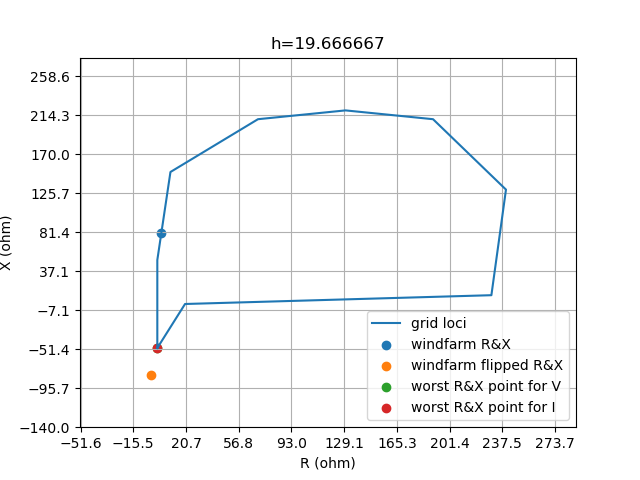 h=19.666667
258.6
214.3
170.0
125.7
81.4
37.1
−7.1
−51.4
−95.7
−140.0
X (ohm)
grid loci
windfarm R&X
windfarm flipped R&X
worst R&X point for V
worst R&X point for I
−51.6 −15.5 20.7 56.8 93.0 129.1 165.3 201.4 237.5 273.7
R (ohm)